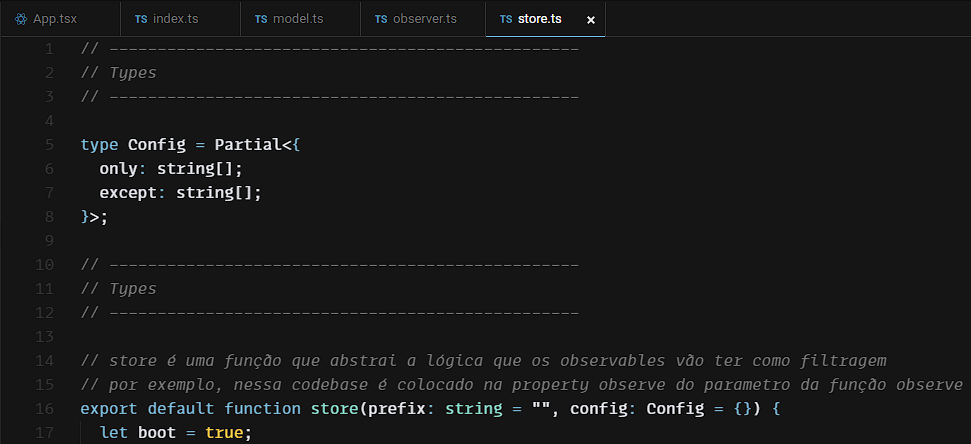 App.tsx TS index.ts TS model.ts TS observer.ts TS store.ts ×
1 // -------------------------------------------------
2 // Types
3 // -------------------------------------------------
4
5 type Config = Partial<{
6   only: string[];
7   except: string[];
8 }>;
9
10 // -------------------------------------------------
11 // Types
12 // -------------------------------------------------
13
14 // store é uma função que abstrai a lógica que os observables vão ter como filtragem
15 // por exemplo, nessa codebase é colocado na property observe do parametro da função observe
16 export default function store(prefix: string = "", config: Config = {}) {
17   let boot = true;